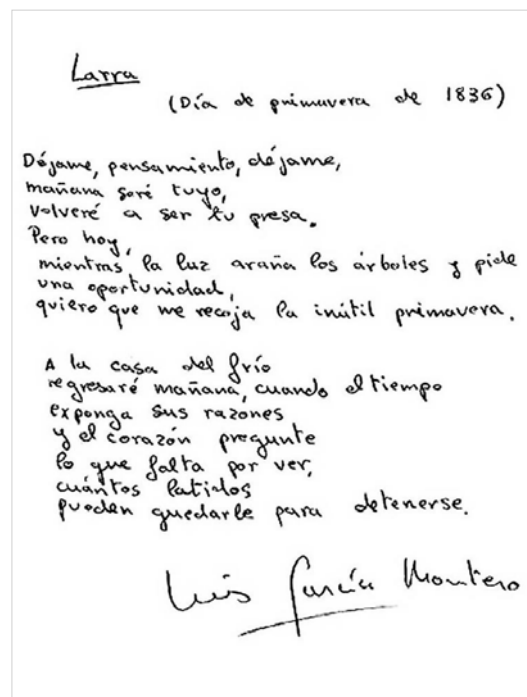 Larra
(Día de primavera de 1836)
Déjame, pensamiento, déjame,
mañana seré tuyo,
volveré a ser tu presa.
Pero hoy,
mientras la luz araña los árboles y pide
una oportunidad,
quiero que me recoja la inútil primavera.
A la casa del frío
regresaré mañana, cuando el tiempo
exponga sus razones
y el corazón pregunte
lo que falta por ver,
cuántos latidos
pueden quedarle para detenerse.
Luis García Montero